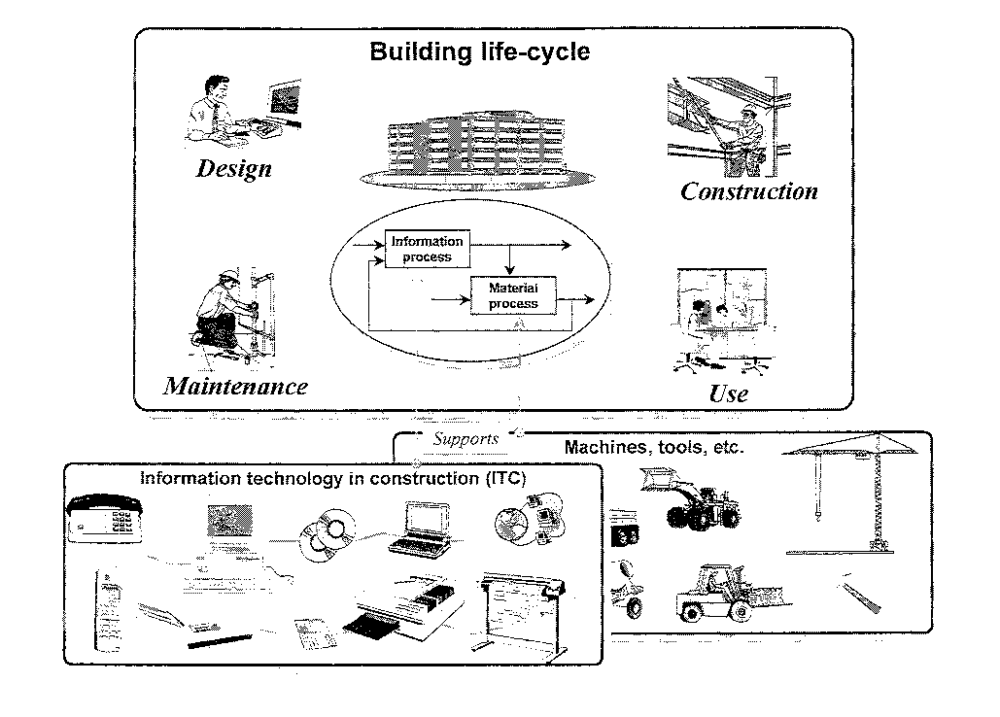 Building life-cycle
Design
Construction
Information
process
Material
process
Maintenance
Use
Supports
Machines, tools, etc.
Information technology in construction (ITC)